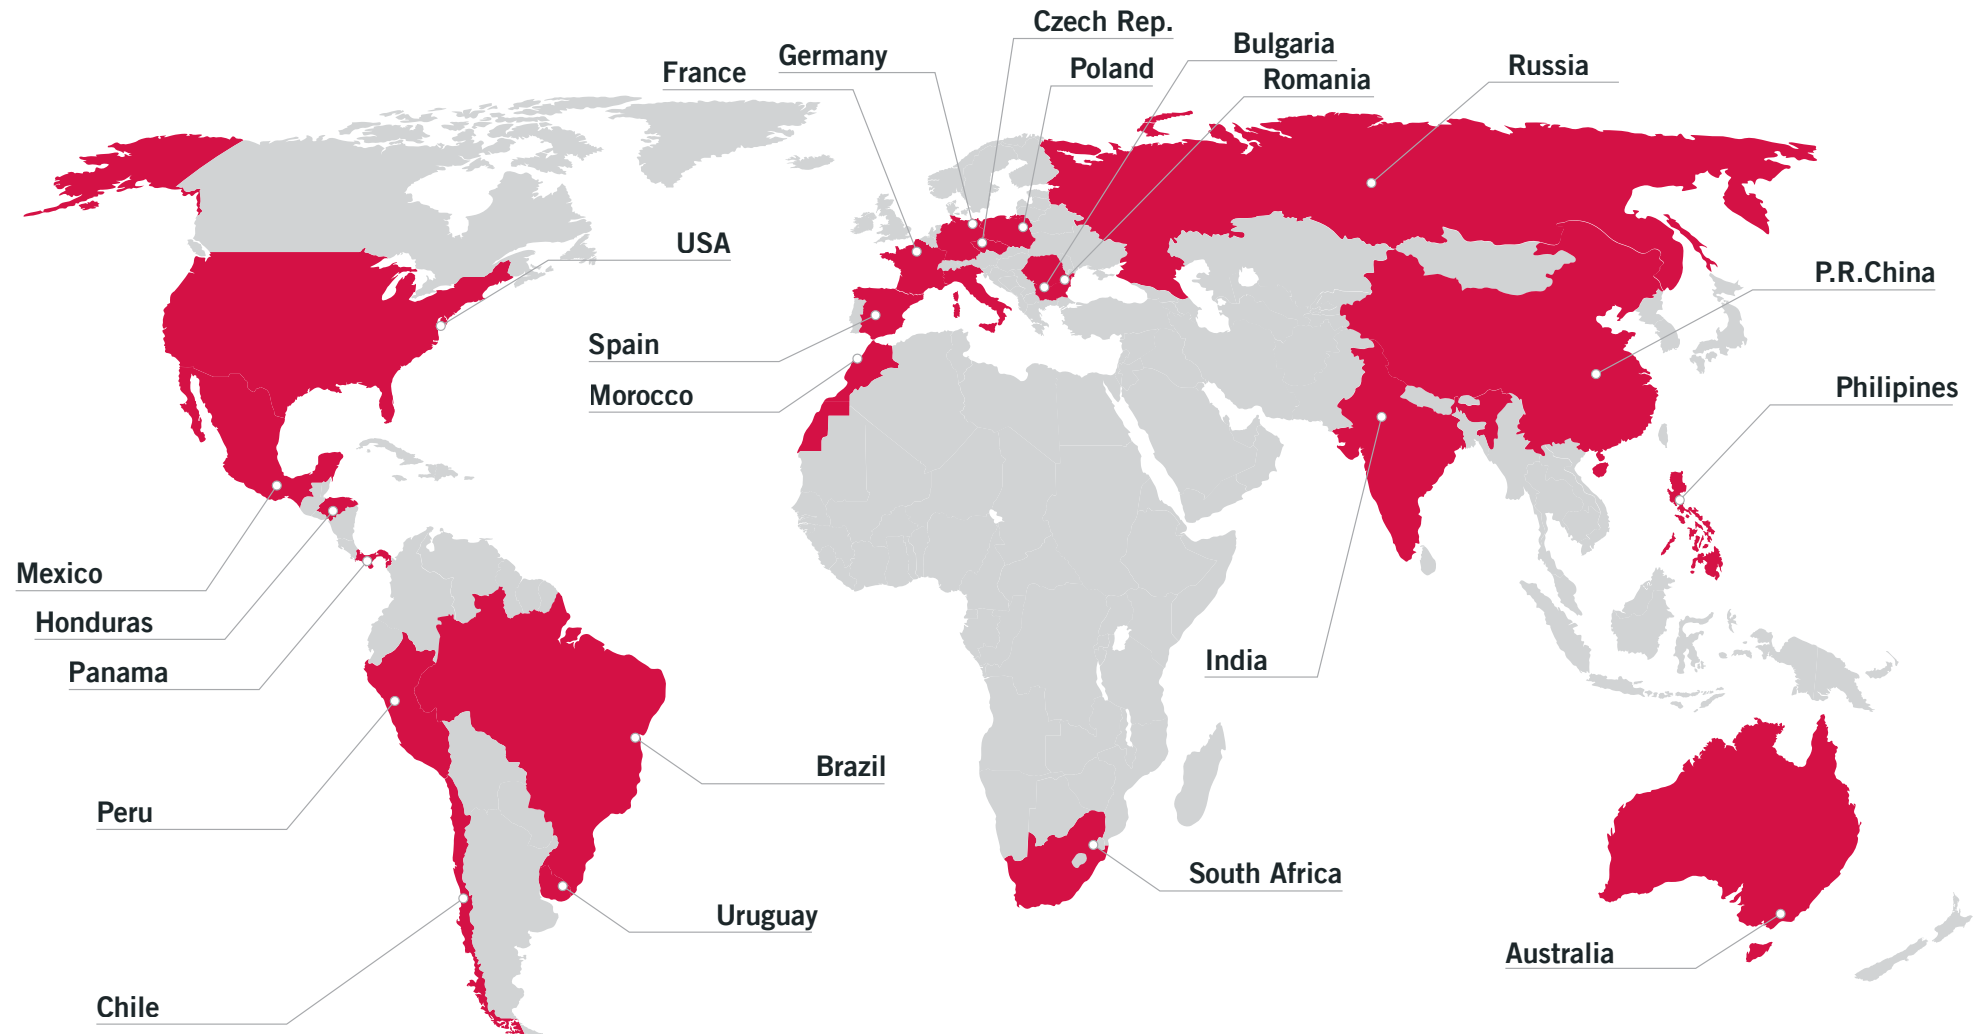 Czech Rep.
Bulgaria
Germany
Poland
France
Romania
Russia
USA
P.R.China
Spain
Philipines
Morocco
Mexico
Honduras
Panama
India
Brazil
Peru
South Africa
Uruguay
Australia
Chile